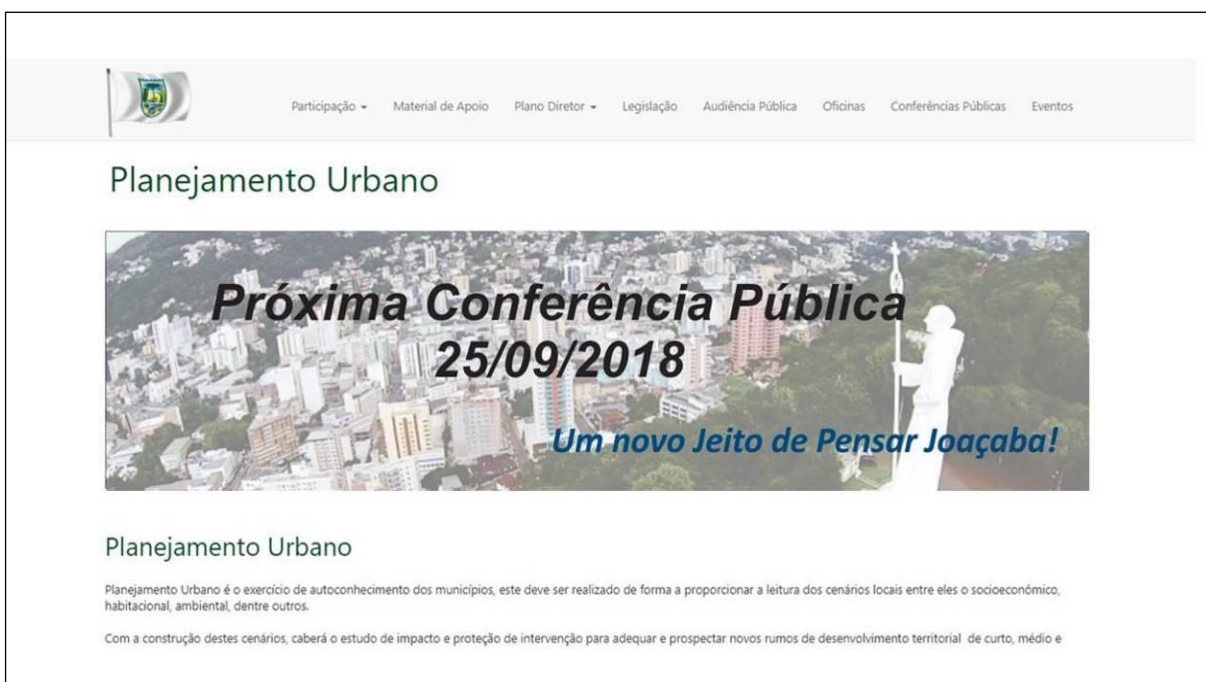 Participação Material de Apoio Plano Diretor Legislação Audiência Pública Oficinas Conferências Públicas Eventos
Planejamento Urbano
Próxima Conferência Pública
25/09/2018
Um novo Jeito de Pensar Joaçaba!
Planejamento Urbano
Planejamento Urbano é o exercício de autoconhecimento dos municípios, este deve ser realizado de forma a proporcionar a leitura dos cenários locais entre eles o socioeconômico,
habitacional, ambiental, dentre outros.
Com a construção destes cenários, caberá o estudo de impacto e proteção de intervenção para adequar e prospectar novos rumos de desenvolvimento territorial de curto, médio e